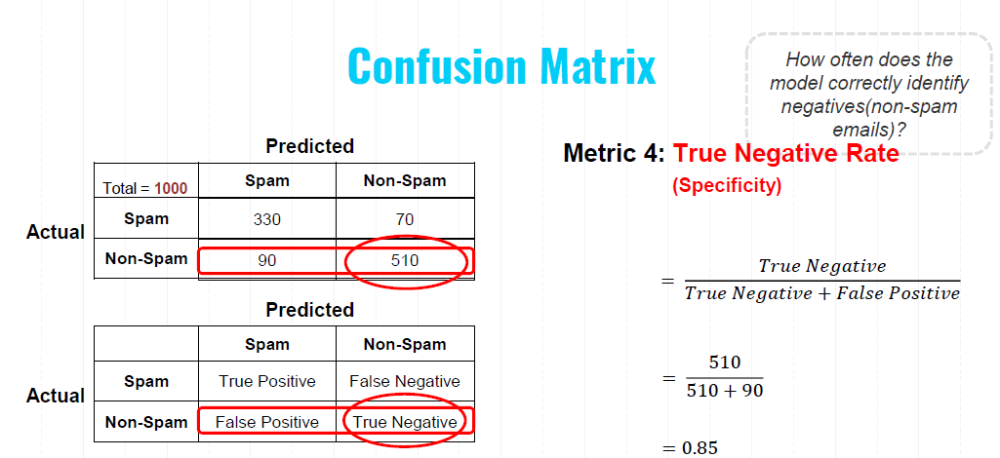 Confusion Matrix
How often does the
model correctly identify
negatives(non-spam
emails)?
Predicted
Total = 1000 Spam Non-Spam
Actual
Spam 330 70
Non-Spam 90 510
Predicted
Spam Non-Spam
Actual
Spam True Positive False Negative
Non-Spam False Positive True Negative
Metric 4: True Negative Rate
(Specificity)
= True Negative
True Negative + False Positive
= 510
510 + 90
= 0.85